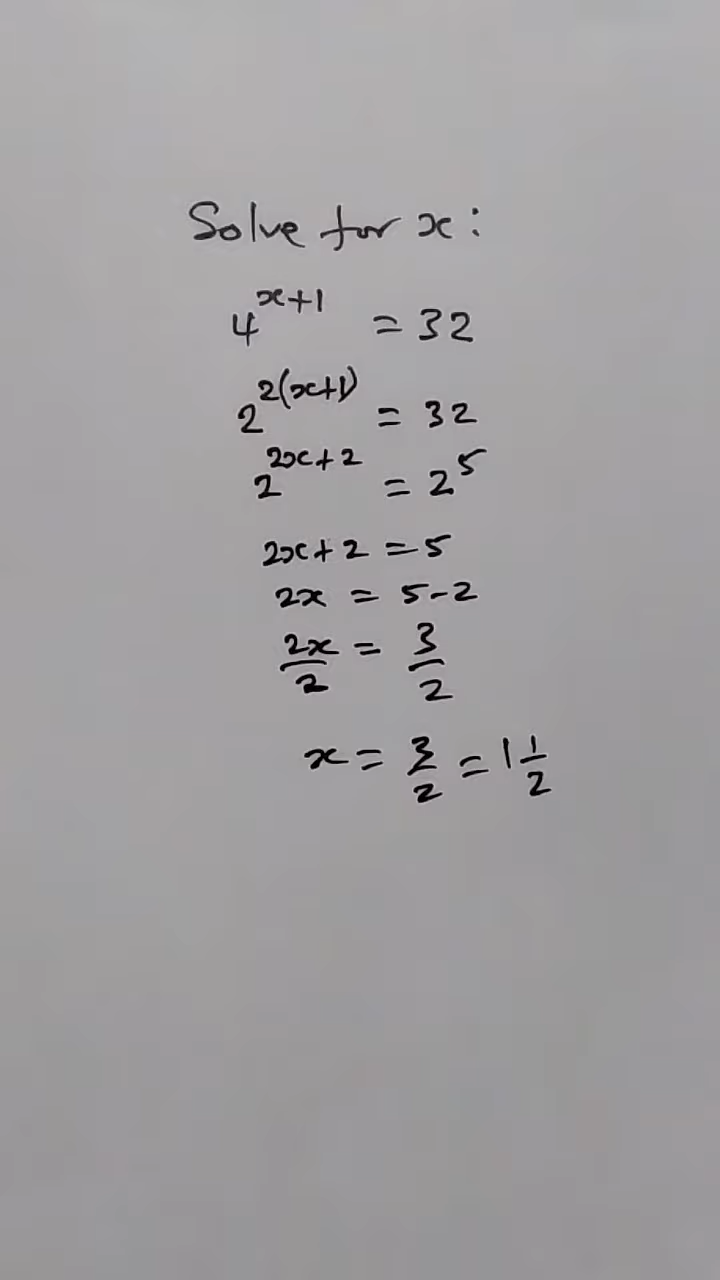 Solve for x:
4^(x+1) = 32
2^(2(x+1)) = 32
2^(2x+2) = 2^5
2x+2 = 5
2x = 5-2
2x/2 = 3/2
x = 3/2 = 1 1/2